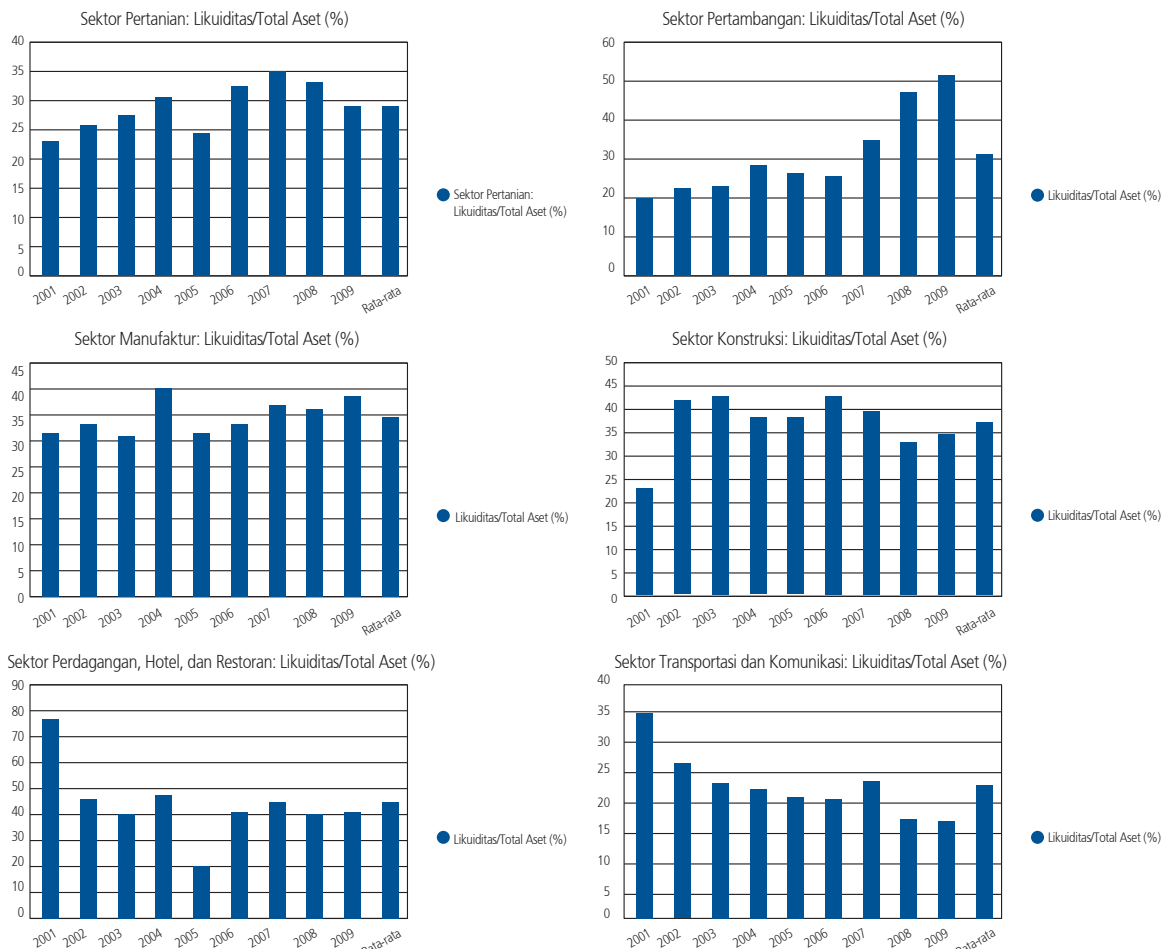 Sektor Pertanian: Likuiditas/Total Aset (%)
40
35
30
25
20
15
10
5
0
2001 2002 2003 2004 2005 2006 2007 2008 2009 Rata-rata
Sektor Pertanian:
Likuiditas/Total Aset (%)
Sektor Pertambangan: Likuiditas/Total Aset (%)
60
50
40
30
20
10
0
2001 2002 2003 2004 2005 2006 2007 2008 2009 Rata-rata
Likuiditas/Total Aset (%)
Sektor Manufaktur: Likuiditas/Total Aset (%)
45
40
35
30
25
20
15
10
5
0
2001 2002 2003 2004 2005 2006 2007 2008 2009 Rata-rata
Likuiditas/Total Aset (%)
Sektor Konstruksi: Likuiditas/Total Aset (%)
50
45
40
35
30
25
20
15
10
5
0
2001 2002 2003 2004 2005 2006 2007 2008 2009 Rata-rata
Likuiditas/Total Aset (%)
Sektor Perdagangan, Hotel, dan Restoran: Likuiditas/Total Aset (%)
90
80
70
60
50
40
30
20
10
0
2001 2002 2003 2004 2005 2006 2007 2008 2009 Rata-rata
Likuiditas/Total Aset (%)
Sektor Transportasi dan Komunikasi: Likuiditas/Total Aset (%)
40
35
30
25
20
15
10
5
0
2001 2002 2003 2004 2005 2006 2007 2008 2009 Rata-rata
Likuiditas/Total Aset (%)